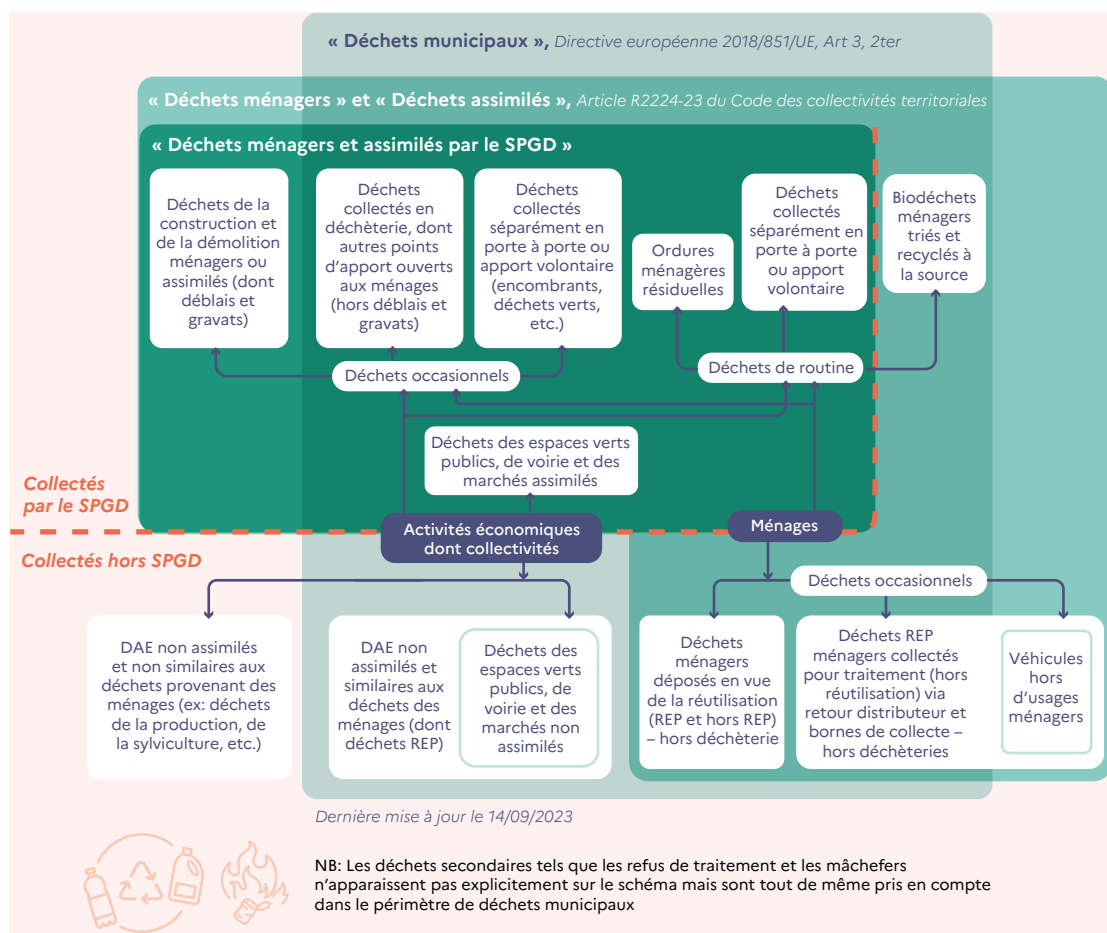 « Déchets municipaux », Directive européenne 2018/851/UE, Art 3, 2ter
« Déchets ménagers » et « Déchets assimilés », Article R2224-23 du Code des collectivités territoriales
« Déchets ménagers et assimilés par le SPGD »
Déchets de la
construction et
de la démolition
ménagers ou
assimilés (dont
déblais et
gravats)
Déchets
collectés en
déchèterie, dont
autres points
d'apport ouverts
aux ménages
(hors déblais et
gravats)
Déchets
collectés
séparément en
porte à porte ou
apport volontaire
(encombrants,
déchets verts,
etc.)
Ordures
ménagères
résiduelles
Déchets
collectés
séparément en
porte à porte
ou apport
volontaire
Biodéchets
ménagers
triés et
recyclés à
la source
Déchets occasionnels
Déchets de routine
Déchets des espaces verts
publics, de voirie et des
marchés assimilés
Collectés
par le SPGD
Activités économiques
dont collectivités
Ménages
Collectés hors SPGD
Déchets occasionnels
DAE non assimilés
et non similaires aux
déchets provenant des
ménages (ex: déchets
de la production, de
la sylviculture, etc.)
DAE non
assimilés et
similaires aux
déchets des
ménages (dont
déchets REP)
Déchets des
espaces verts
publics, de
voirie et des
marchés non
assimilés
Déchets
ménagers
déposés en vue
de la réutilisation
(REP et hors REP)
– hors déchèterie
Déchets REP
ménagers collectés
pour traitement (hors
réutilisation) via
retour distributeur et
bornes de collecte –
hors déchèteries
Véhicules
hors
d'usages
ménagers
Dernière mise à jour le 14/09/2023
NB: Les déchets secondaires tels que les refus de traitement et les mâchefers
n'apparaissent pas explicitement sur le schéma mais sont tout de même pris en compte
dans le périmètre de déchets municipaux